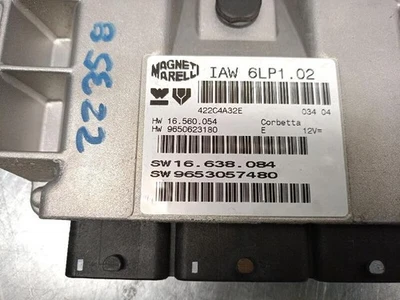 22358
MAGNETI
MARELLI
IAW 6LP1.02
422C4A32E 034 04
HW 16.560.054 Corbetta
HW 9650623180 E 12V=
SW16.638.084
SW9653057480